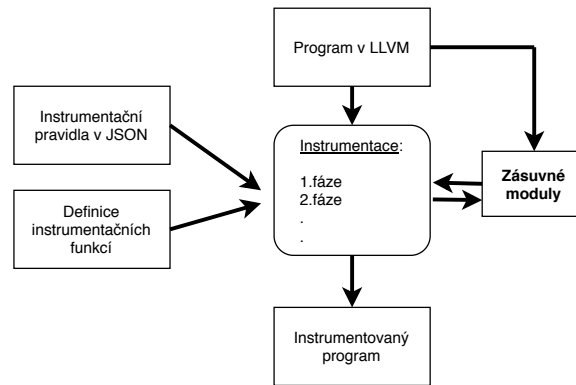 Program v LLVM
Instrumentační
pravidla v JSON
Instrumentace:
1.fáze
2.fáze
.
.
Zásuvné
moduly
Definice
instrumentačních
funkcí
Instrumentovaný
program